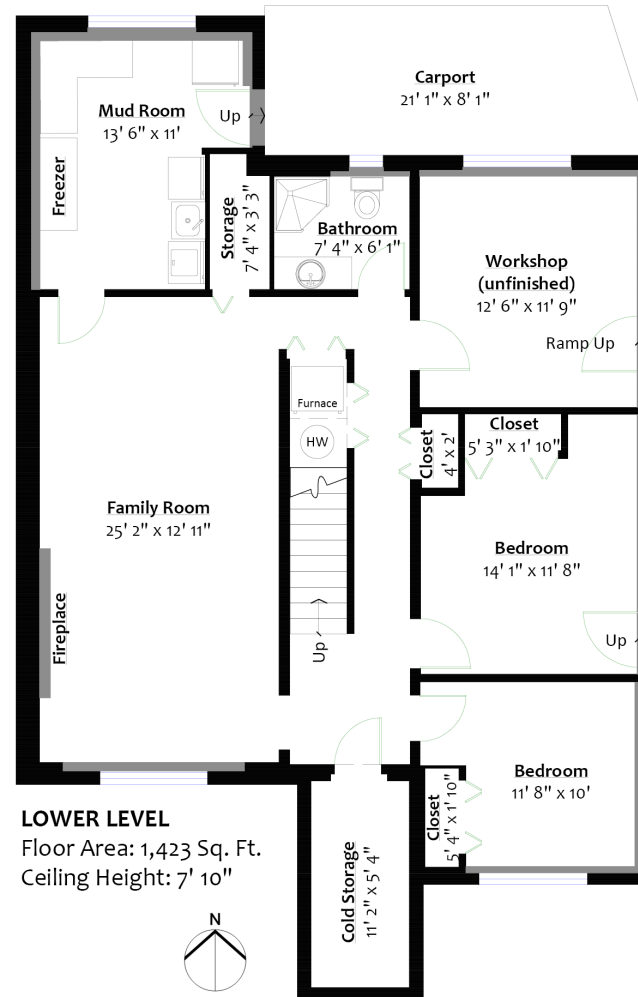 Carport
21' 1" x 8' 1"
Mud Room
13' 6" x 11'
Up
Freezer
Storage
7' 4" x 3' 3"
Bathroom
7' 4" x 6' 1"
Workshop
(unfinished)
12' 6" x 11' 9"
Ramp Up
Furnace
HW
Closet
4' x 2'
Closet
5' 3" x 1' 10"
Family Room
25' 2" x 12' 11"
Bedroom
14' 1" x 11' 8"
Fireplace
Up
Up
Bedroom
11' 8" x 10'
Closet
5' 4" x 1' 10"
LOWER LEVEL
Floor Area: 1,423 Sq. Ft.
Ceiling Height: 7' 10"
Cold Storage
11' 2" x 5' 4"
N